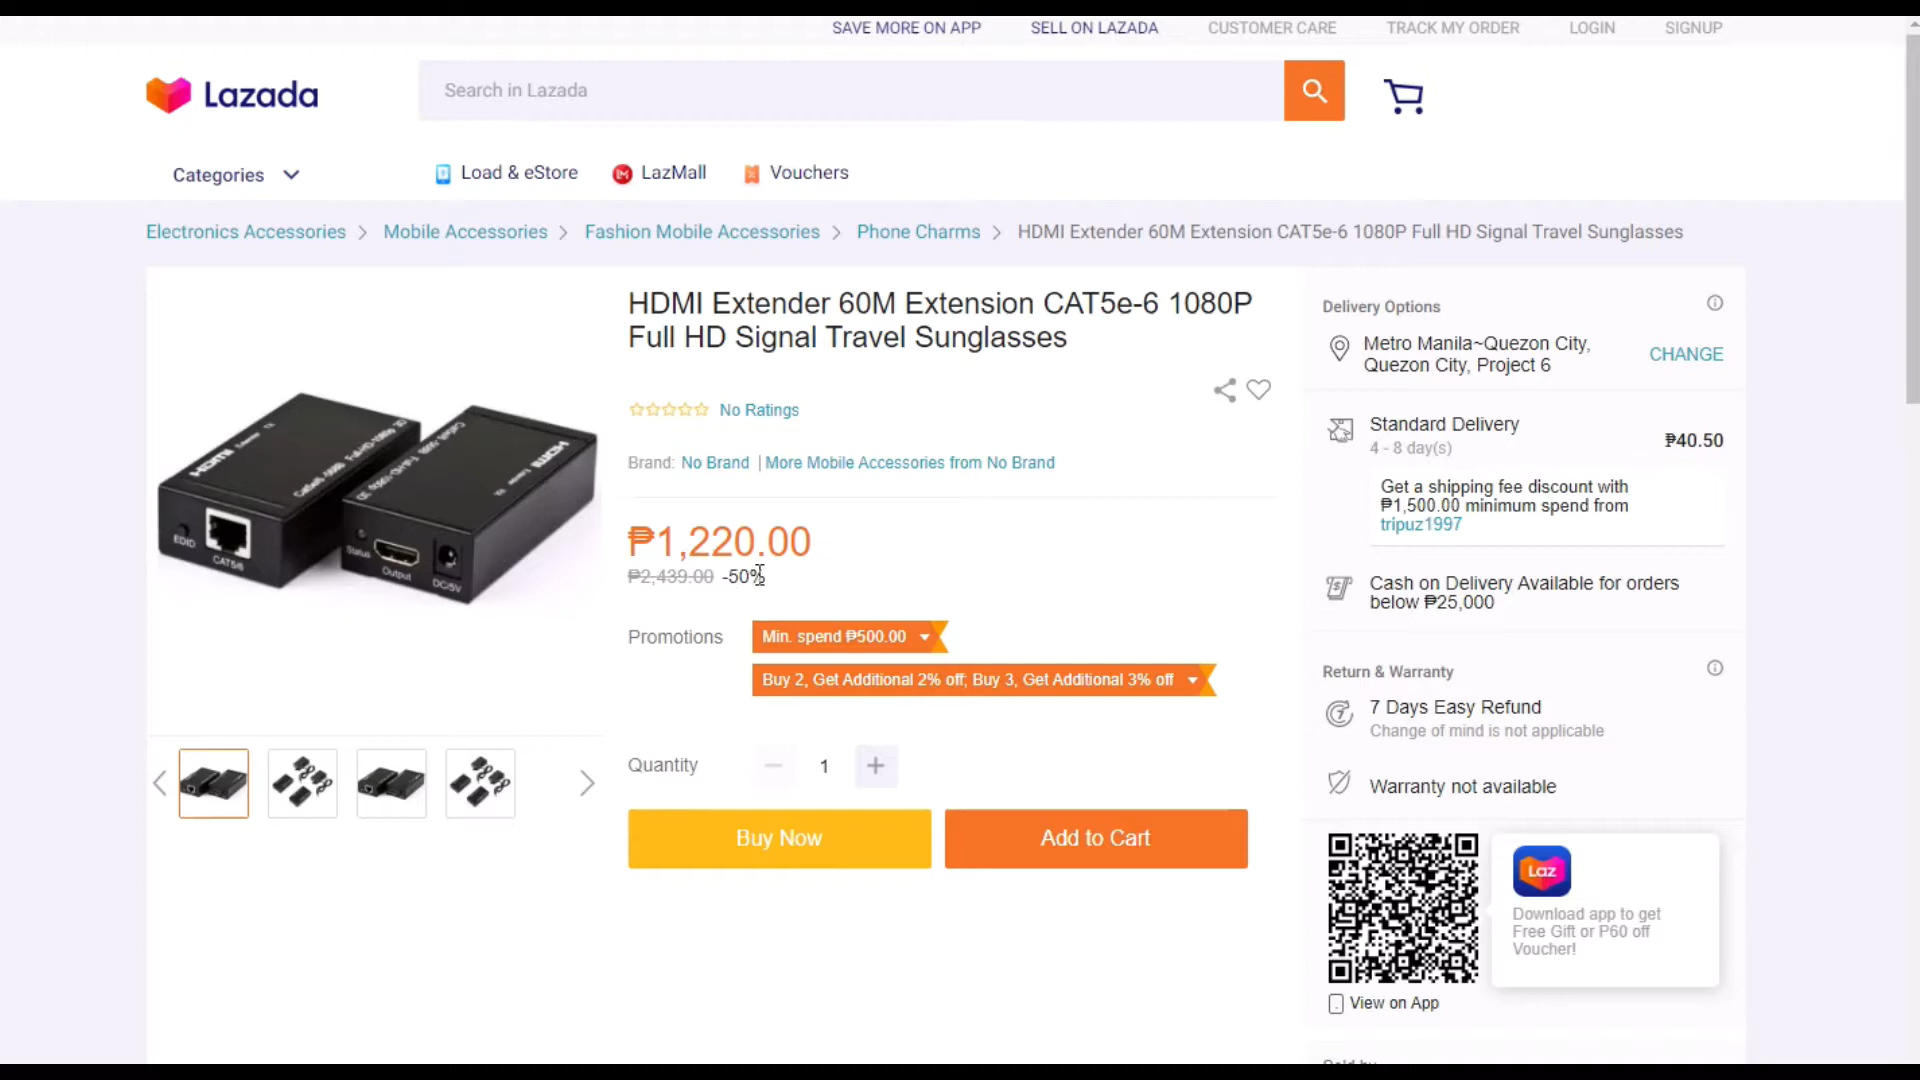 SAVE MORE ON APP SELL ON LAZADA CUSTOMER CARE TRACK MY ORDER LOGIN SIGNUP
Lazada
Search in Lazada
Categories
Load & eStore
LazMall
Vouchers
Electronics Accessories > Mobile Accessories > Fashion Mobile Accessories > Phone Charms > HDMI Extender 60M Extension CAT5e-6 1080P Full HD Signal Travel Sunglasses
HDMI Extender 60M Extension CAT5e-6 1080P
Full HD Signal Travel Sunglasses
No Ratings
Brand: No Brand | More Mobile Accessories from No Brand
₱1,220.00
₱2,439.00 -50%
Promotions
Min. spend ₱500.00
Buy 2, Get Additional 2% off; Buy 3, Get Additional 3% off
Quantity
1
Buy Now
Add to Cart
EDID
CAT5/6
Status
Output
DC/5V
Delivery Options
Metro Manila~Quezon City,
Quezon City, Project 6
CHANGE
Standard Delivery
4 - 8 day(s)
₱40.50
Get a shipping fee discount with
₱1,500.00 minimum spend from
tripuz1997
Cash on Delivery Available for orders
below ₱25,000
Return & Warranty
7 Days Easy Refund
Change of mind is not applicable
Warranty not available
Laz
Download app to get
Free Gift or P60 off
Voucher!
View on App